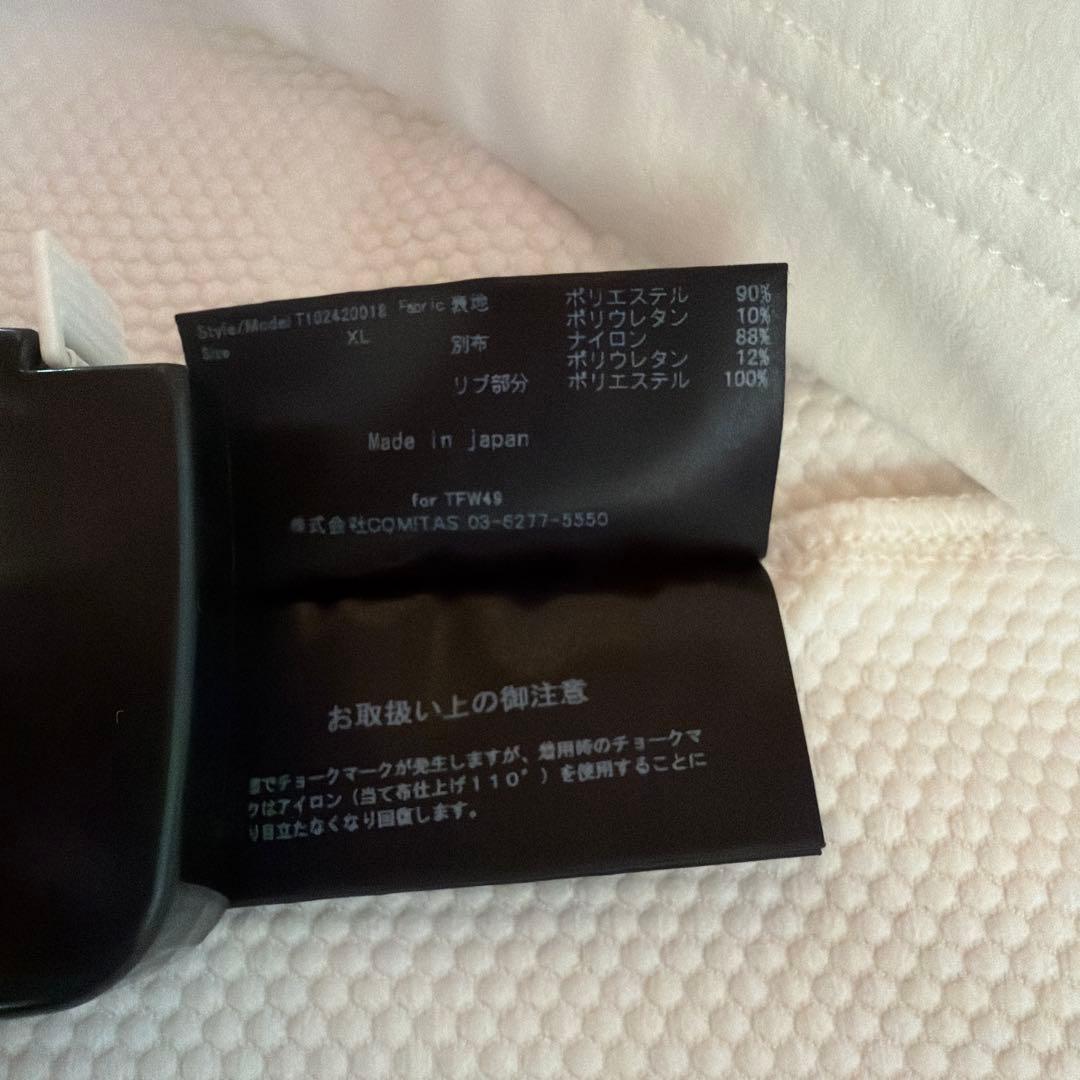 Style/Model T102420018 Fabric 表地 ポリエステル 90%
ポリウレタン 10%
Size XL 別布 ナイロン 88%
ポリウレタン 12%
リブ部分 ポリエステル 100%
Made in japan
for TFW49
株式会社COMITAS 03-6277-5550
お取扱い上の御注意
でチョークマークが発生しますが、着用時のチョークマ
クはアイロン（当て布仕上げ110°）を使用することに
り目立たなくなり回復します。